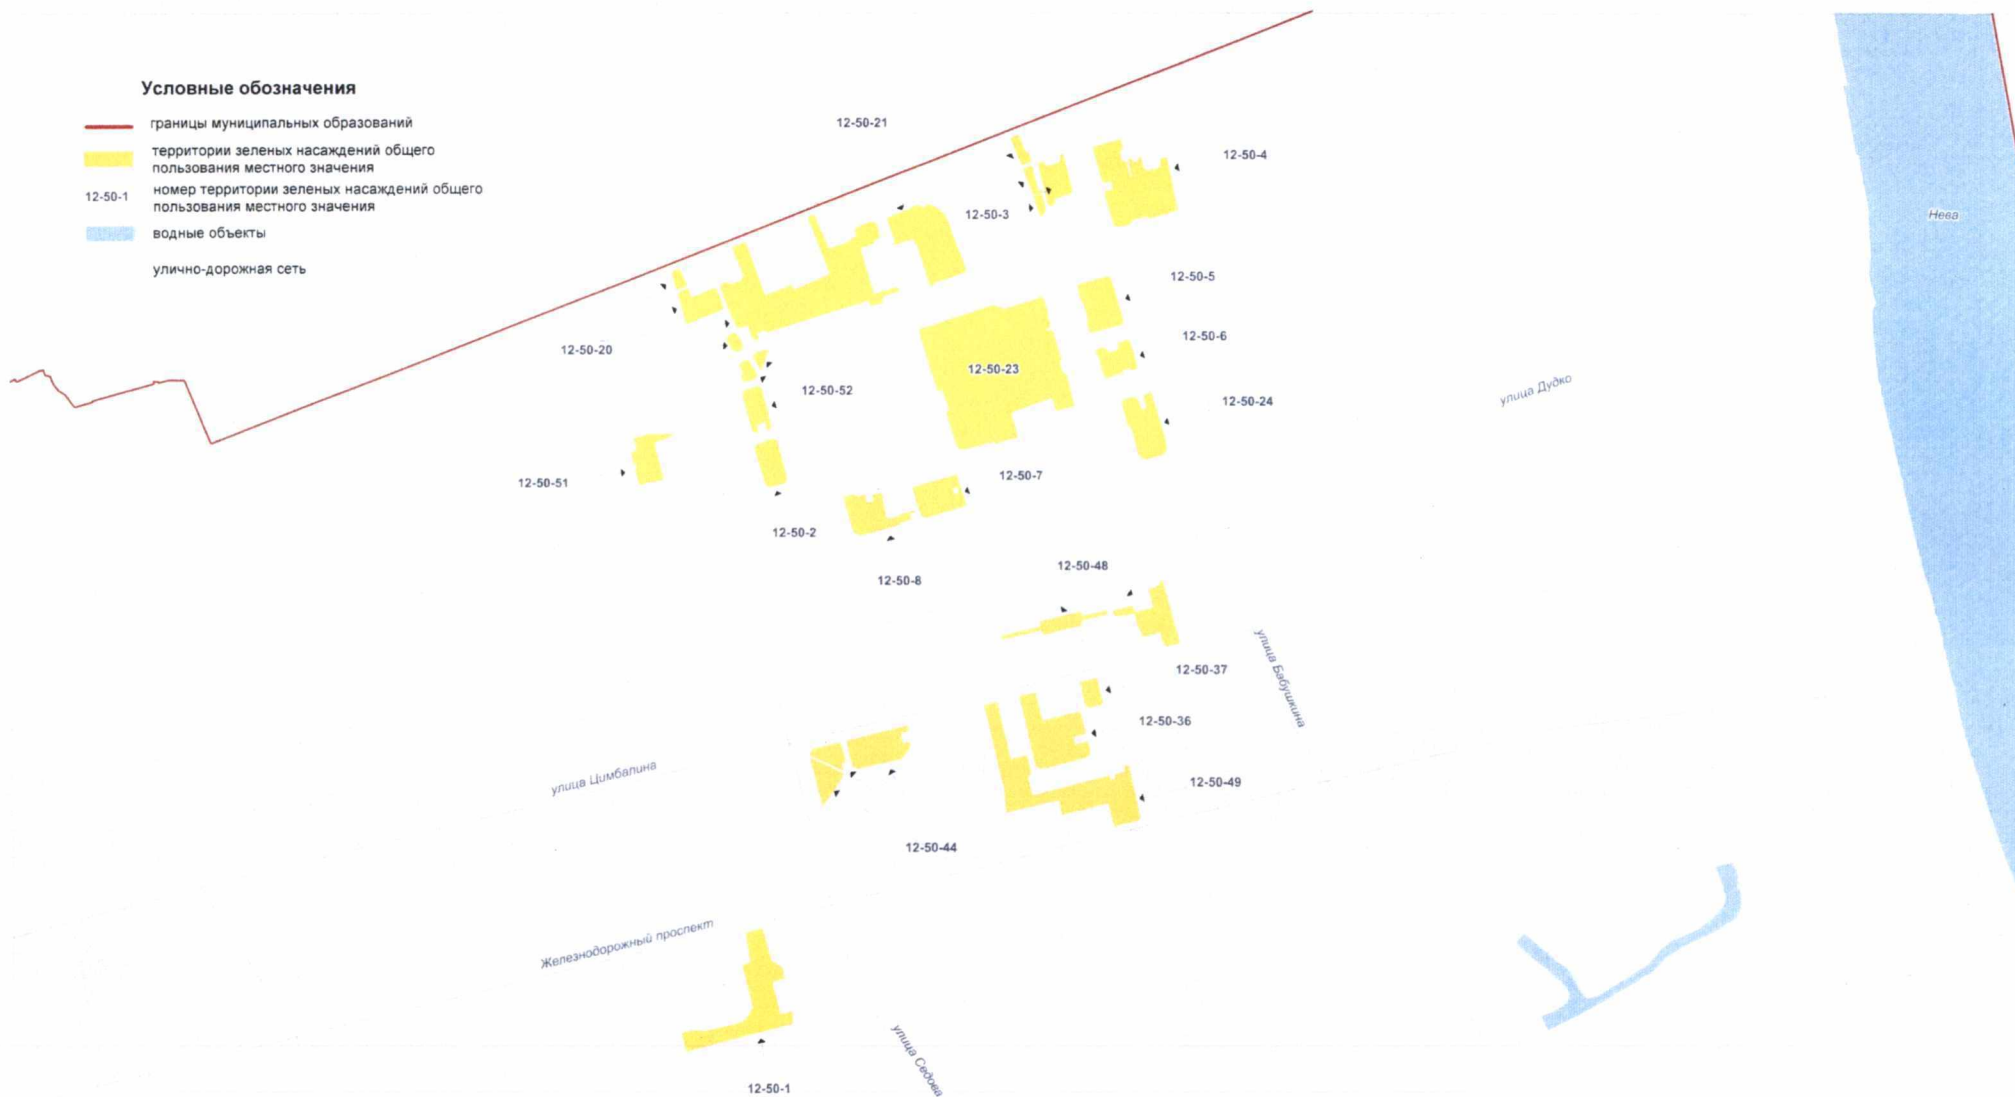 Условные обозначения
границы муниципальных образований
территории зеленых насаждений общего
пользования местного значения
12-50-1
номер территории зеленых насаждений общего
пользования местного значения
водные объекты
улично-дорожная сеть
12-50-21
12-50-4
12-50-3
Нева
12-50-5
12-50-6
12-50-20
12-50-23
12-50-52
12-50-24
улица Дудко
12-50-51
12-50-7
12-50-2
12-50-8
12-50-48
12-50-37
улица Бабушкина
12-50-36
улица Цимбалина
12-50-49
12-50-44
Железнодорожный проспект
улица Седова
12-50-1